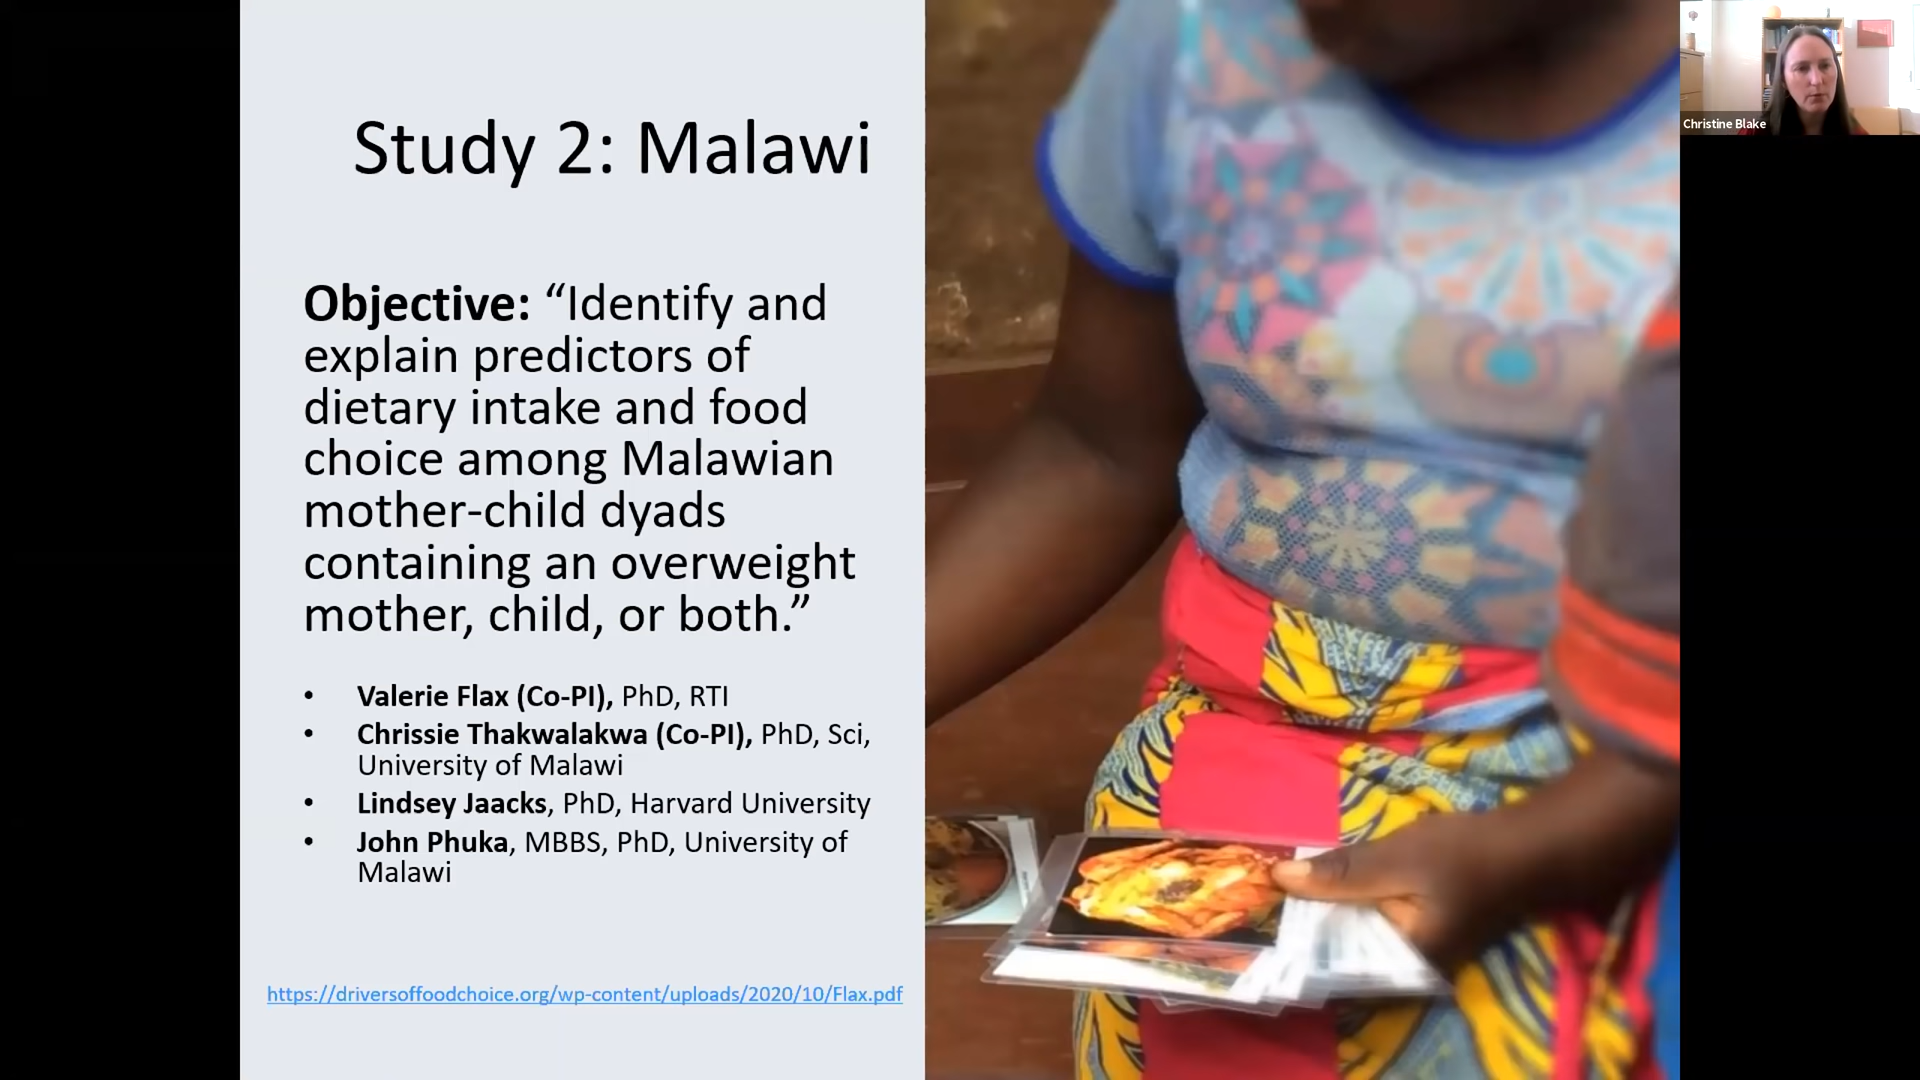 Study 2: Malawi
Objective: “Identify and
explain predictors of
dietary intake and food
choice among Malawian
mother-child dyads
containing an overweight
mother, child, or both.”
• Valerie Flax (Co-PI), PhD, RTI
• Chrissie Thakwalakwa (Co-PI), PhD, Sci,
University of Malawi
• Lindsey Jaacks, PhD, Harvard University
• John Phuka, MBBS, PhD, University of
Malawi
https://driversoffoodchoice.org/wp-content/uploads/2020/10/Flax.pdf
Christine Blake